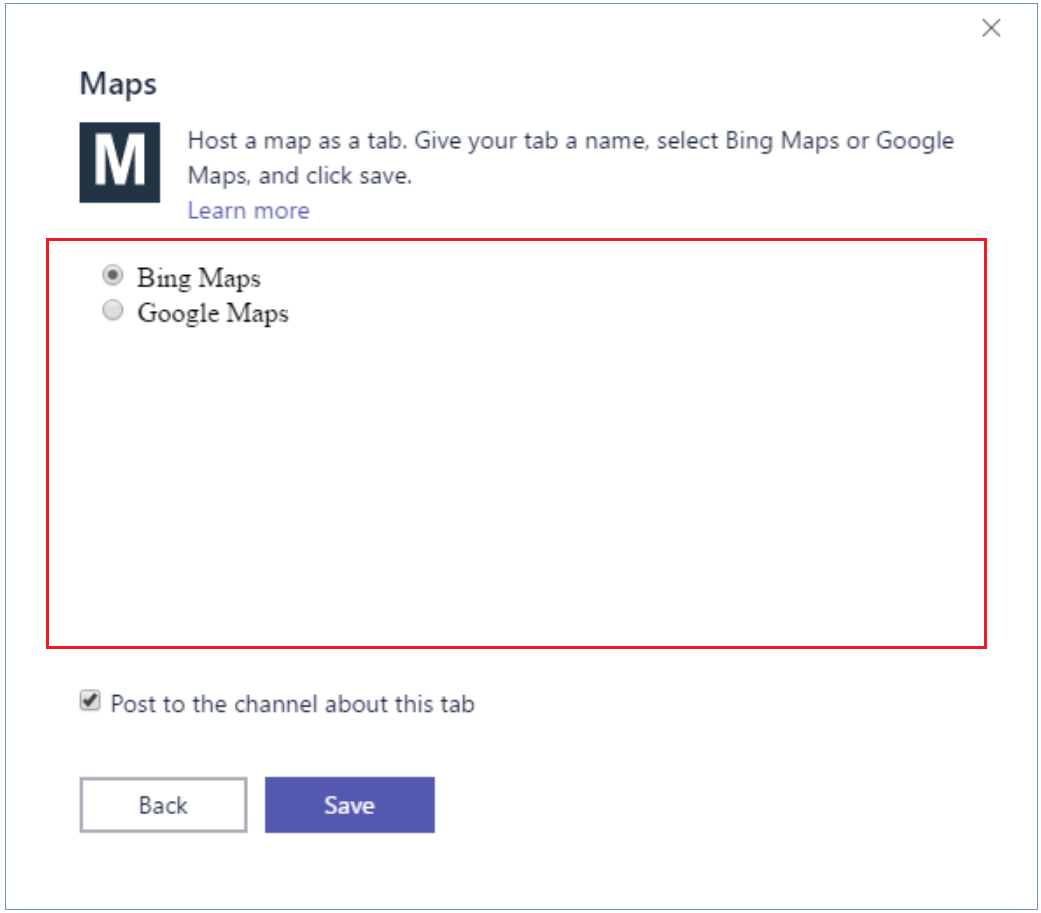 Maps
M
Host a map as a tab. Give your tab a name, select Bing Maps or Google
Maps, and click save.
Learn more
Bing Maps
Google Maps
Post to the channel about this tab
Back
Save